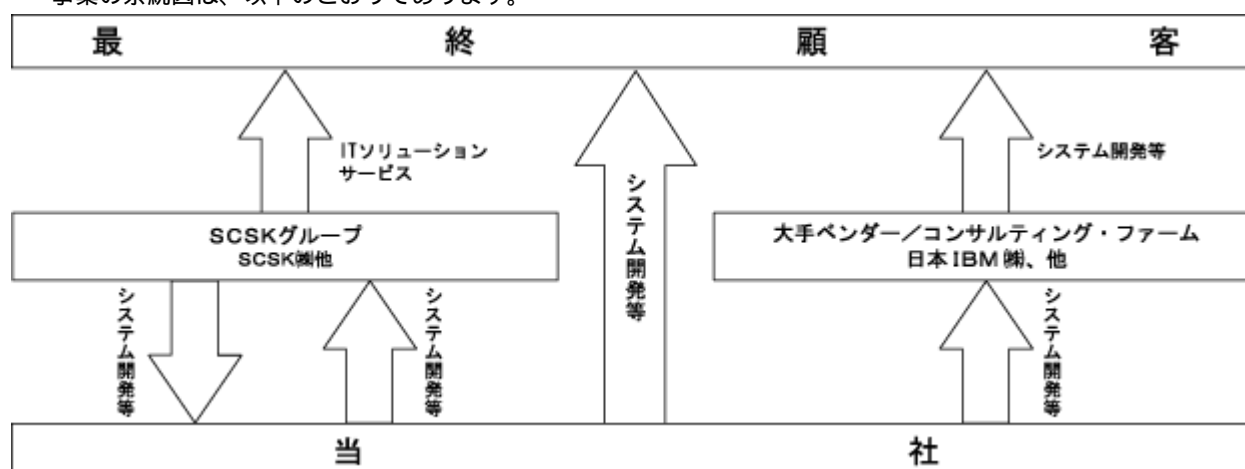 事業の系統図は、以下のとおりであります。
最終顧客
ITソリューション
サービス
システム開発等
システム開発等
SCSKグループ
SCSK㈱他
大手ベンダー／コンサルティング・ファーム
日本IBM㈱、他
システム開発等
システム開発等
システム開発等
当社